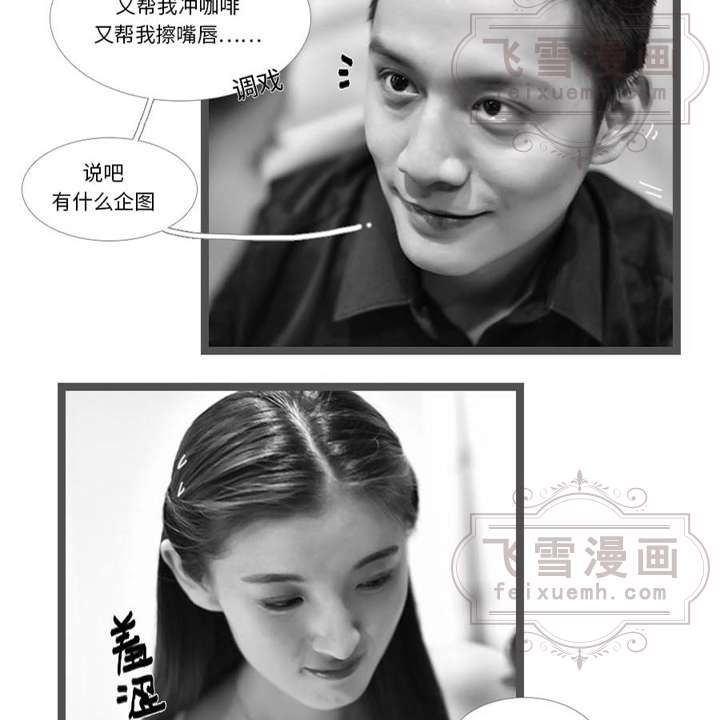 又帮我冲咖啡
又帮我擦嘴唇……
调戏
说吧
有什么企图
飞雪漫画
feixuemh.com
飞雪漫画
feixuemh.com
羞涩